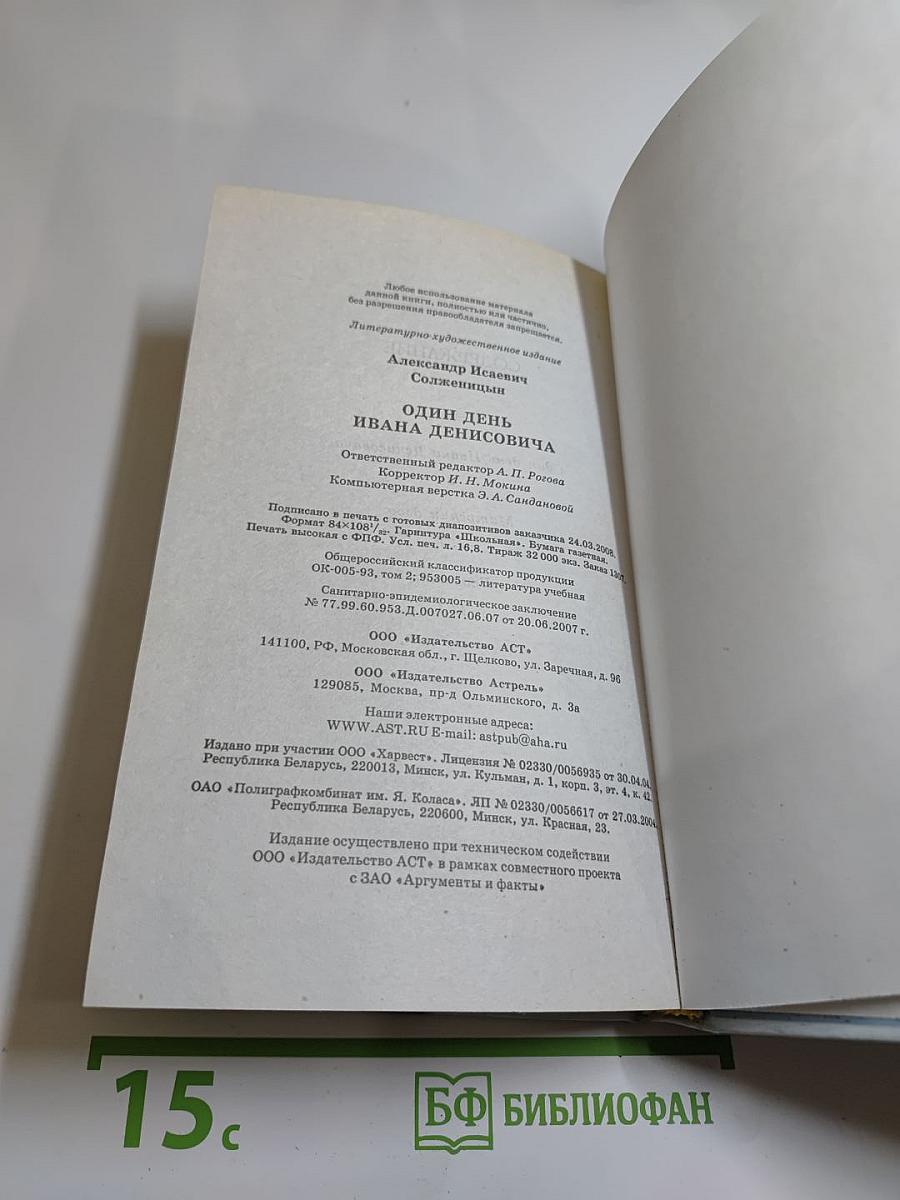 Любое использование материала
данной книги, полностью или частично,
без разрешения правообладателя запрещается.
Литературно-художественное издание
Александр Исаевич
Солженицын
ОДИН ДЕНЬ
ИВАНА ДЕНИСОВИЧА
Ответственный редактор А. П. Рогова
Корректор И. Н. Мокина
Компьютерная верстка Э. А. Сандановой
Подписано в печать с готовых диапозитивов заказчика 24.03.2008.
Формат 84×108¹/₃₂. Гарнитура «Школьная». Бумага газетная.
Печать высокая с ФПФ. Усл. печ. л. 16,8. Тираж 32 000 экз. Заказ 1307.
Общероссийский классификатор продукции
ОК-005-93, том 2; 953005 — литература учебная
Санитарно-эпидемиологическое заключение
№ 77.99.60.953.Д.007027.06.07 от 20.06.2007 г.
ООО «Издательство АСТ»
141100, РФ, Московская обл., г. Щелково, ул. Заречная, д. 96
ООО «Издательство Астрель»
129085, Москва, пр-д Ольминского, д. 3а
Наши электронные адреса:
WWW.AST.RU E-mail: astpub@aha.ru
Издано при участии ООО «Харвест». Лицензия № 02330/0056935 от 30.04.04.
Республика Беларусь, 220013, Минск, ул. Кульман, д. 1, корп. 3, эт. 4, к. 42.
ОАО «Полиграфкомбинат им. Я. Коласа». ЛП № 02330/0056617 от 27.03.2004.
Республика Беларусь, 220600, Минск, ул. Красная, 23.
Издание осуществлено при техническом содействии
ООО «Издательство АСТ» в рамках совместного проекта
с ЗАО «Аргументы и факты»
15 с
БФ БИБЛИОФАН